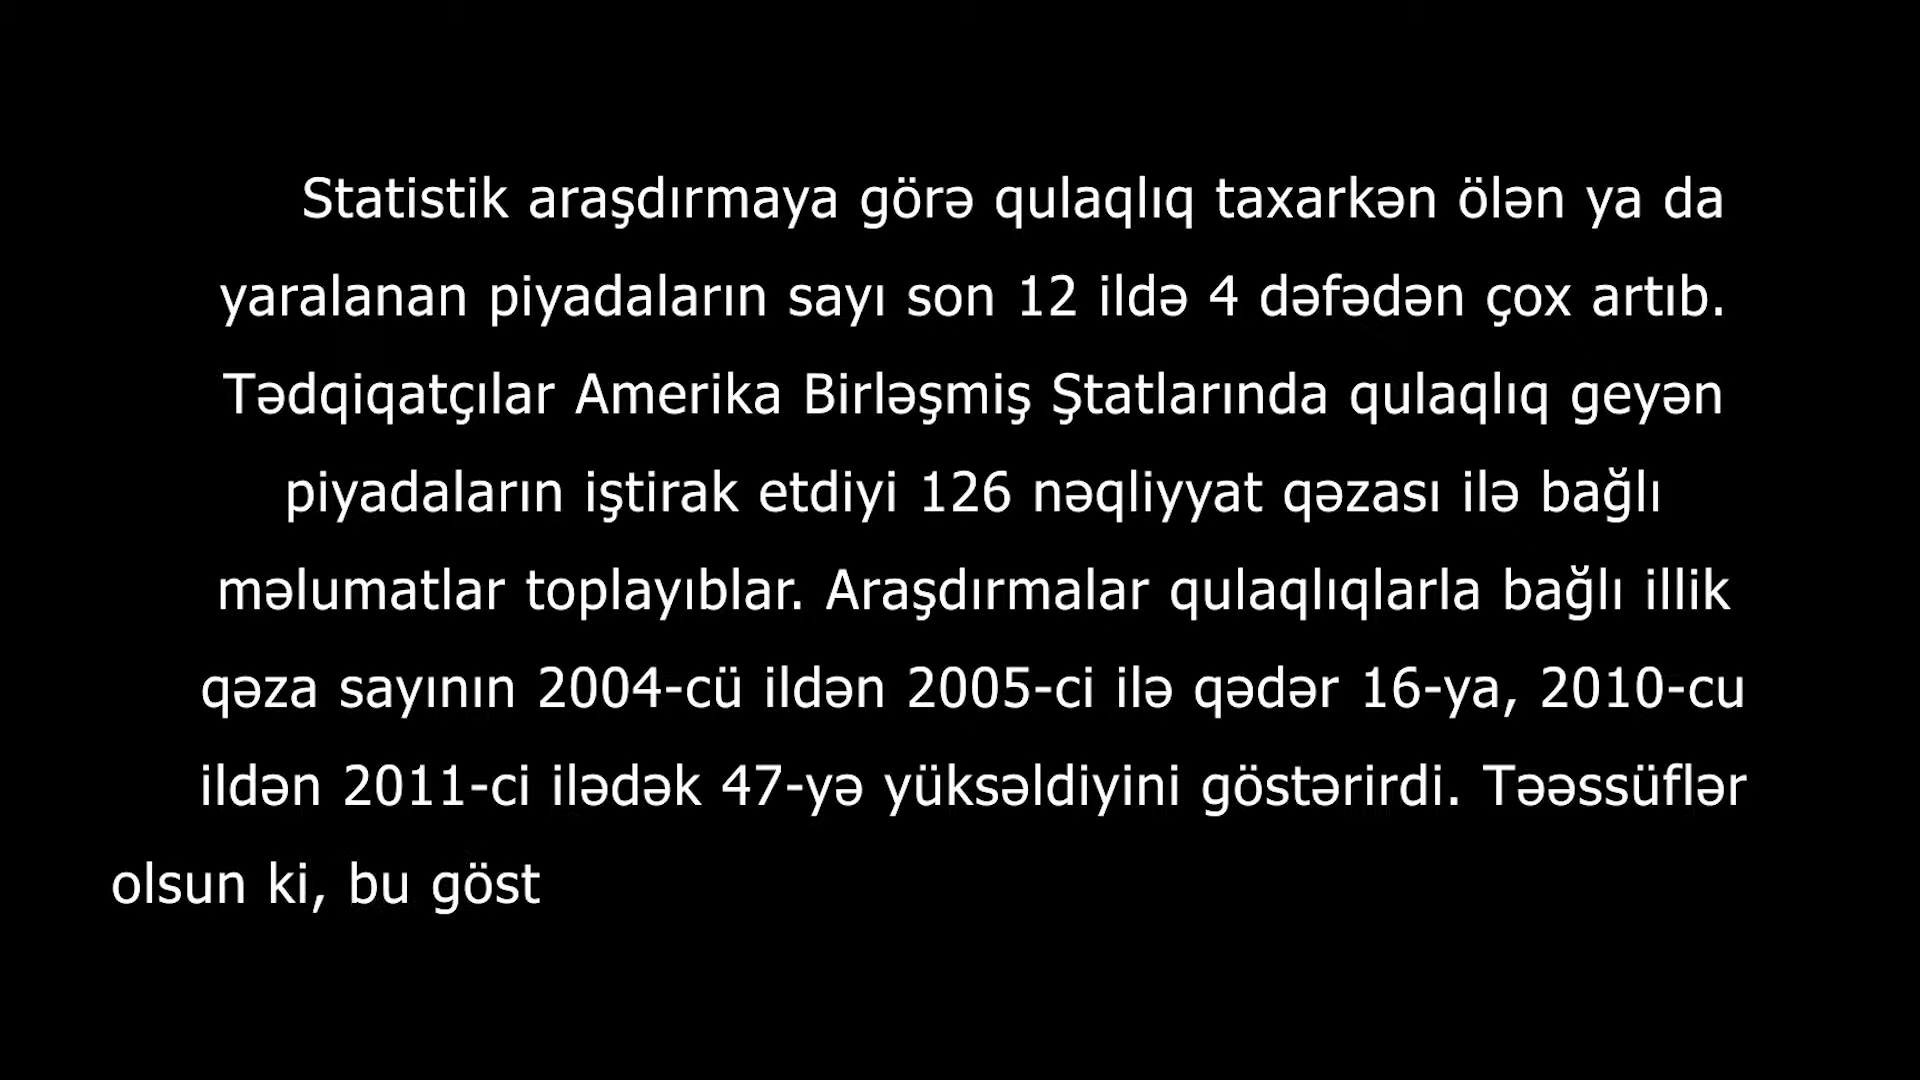 Statistik araşdırmaya görə qulaqlıq taxarkən ölən ya da
yaralanan piyadaların sayı son 12 ildə 4 dəfədən çox artıb.
Tədqiqatçılar Amerika Birləşmiş Ştatlarında qulaqlıq geyən
piyadaların iştirak etdiyi 126 nəqliyyat qəzası ilə bağlı
məlumatlar toplayıblar. Araşdırmalar qulaqlıqlarla bağlı illik
qəza sayının 2004-cü ildən 2005-ci ilə qədər 16-ya, 2010-cu
ildən 2011-ci ilədək 47-yə yüksəldiyini göstərirdi. Təəssüflər
olsun ki, bu göst